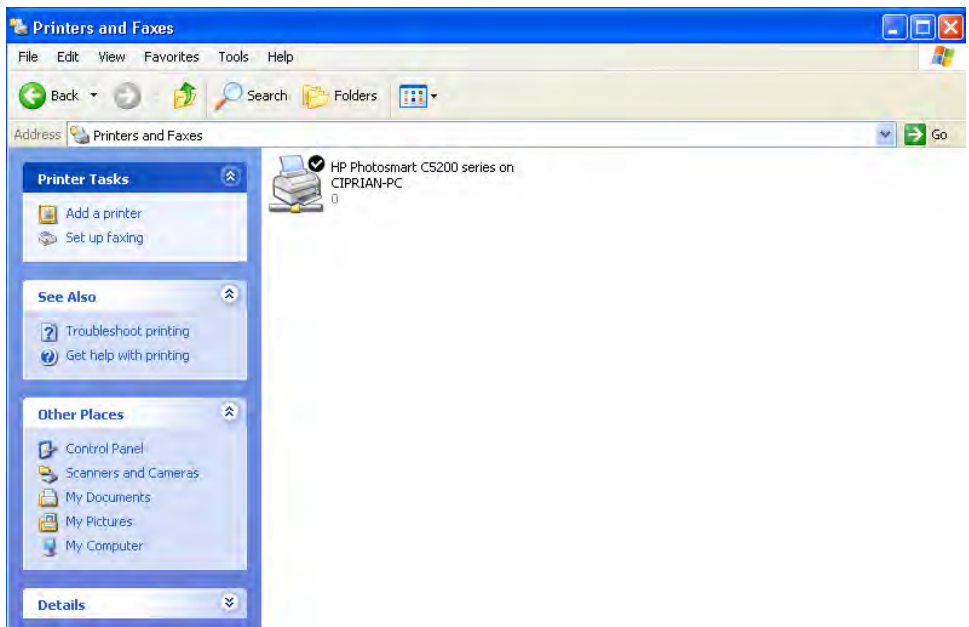 Printers and Faxes
File Edit View Favorites Tools Help
Back Search Folders
Address Printers and Faxes Go
Printer Tasks
Add a printer
Set up faxing
See Also
Troubleshoot printing
Get help with printing
Other Places
Control Panel
Scanners and Cameras
My Documents
My Pictures
My Computer
Details
HP Photosmart C5200 series on
CIPRIAN-PC
0